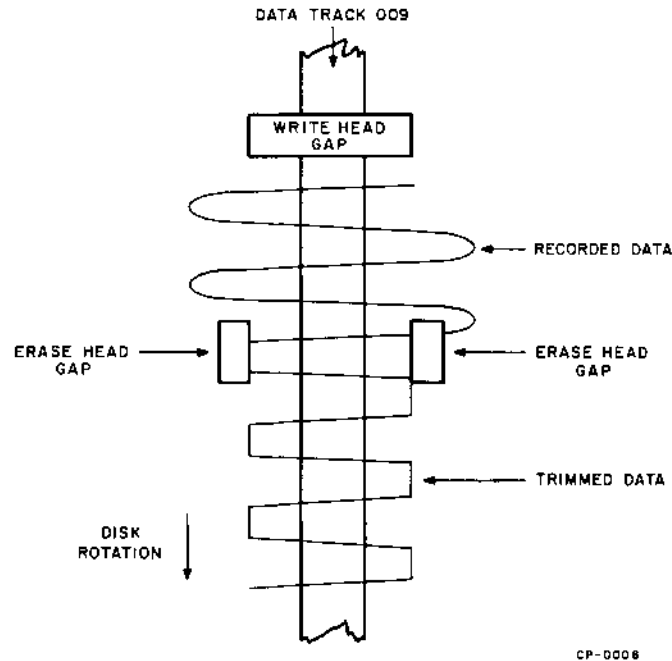 DATA TRACK 009
WRITE HEAD
GAP
RECORDED DATA
ERASE HEAD
GAP
ERASE HEAD
GAP
TRIMMED DATA
DISK
ROTATION
CP-0006